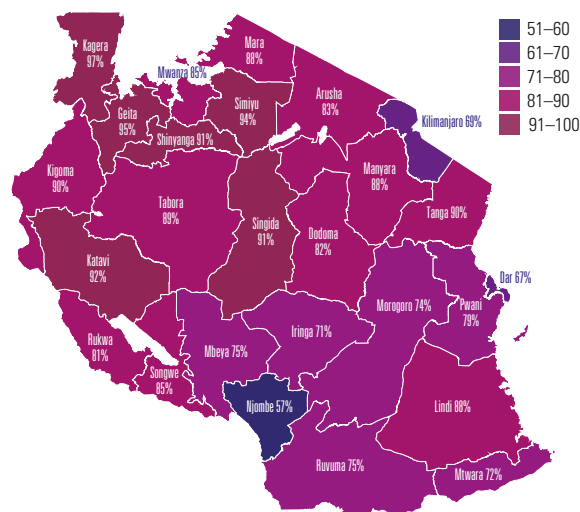 Kagera
97%
Mara
88%
Mwanza 85%
51–60
61–70
71–80
81–90
91–100
Geita
95%
Simiyu
94%
Arusha
83%
Kilimanjaro 69%
Shinyanga 91%
Kigoma
90%
Manyara
88%
Tabora
89%
Singida
91%
Dodoma
82%
Tanga 90%
Katavi
92%
Dar 67%
Morogoro 74%
Pwani
79%
Rukwa
81%
Mbeya 75%
Iringa 71%
Songwe
85%
Njombe 57%
Lindi 88%
Ruvuma 75%
Mtwara 72%